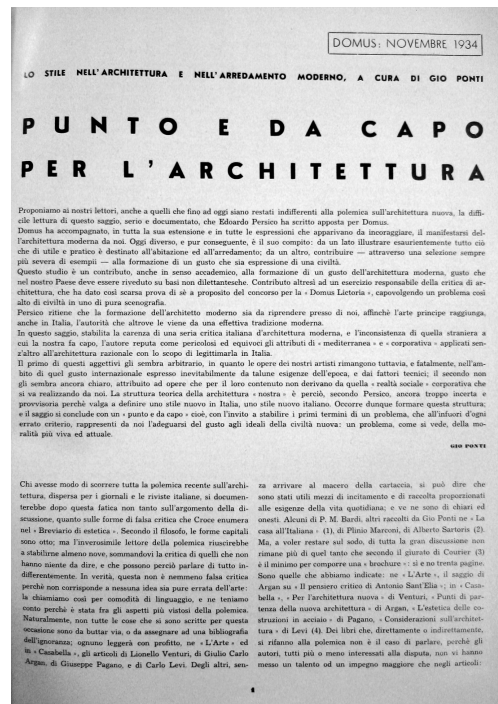 DOMUS: NOVEMBRE 1934
LO STILE NELL'ARCHITETTURA E NELL'ARREDAMENTO MODERNO, A CURA DI GIO PONTI
PUNTO E DA CAPO
PER L'ARCHITETTURA
Proponiamo ai nostri lettori, anche a quelli che fino ad oggi siano restati indifferenti alla polemica sull'architettura nuova, la diffi-
cile lettura di questo saggio, serio e documentato, che Edoardo Persico ha scritto apposta per Domus.
Domus ha accompagnato, in tutta la sua estensione e in tutte le espressioni che apparivano da incoraggiare, il manifestarsi del-
l'architettura moderna da noi. Oggi diverso, e pur conseguente, è il suo compito: da un lato illustrare esaurientemente tutto ciò
che di utile e pratico è destinato all'abitazione ed all'arredamento; da un altro, contribuire — attraverso una selezione sempre
più severa di esempi — alla formazione di un gusto che sia espressione di una civiltà.
Questo studio è un contributo, anche in senso accademico, alla formazione di un gusto dell'architettura moderna, gusto che
nel nostro Paese deve essere riveduto su basi non dilettantesche. Contributo altresì ad un esercizio responsabile della critica di ar-
chitettura, che ha dato così scarsa prova di sè a proposito del concorso per la « Domus Lictoria », capovolgendo un problema così
alto di civiltà in uno di pura scenografia.
Persico ritiene che la formazione dell'architetto moderno sia da riprendere presso di noi, affinchè l'arte principe raggiunga,
anche in Italia, l'autorità che altrove le viene da una effettiva tradizione moderna.
In questo saggio, stabilita la carenza di una seria critica italiana d'architettura moderna, e l'inconsistenza di quella straniera a
cui la nostra fa capo, l'autore reputa come pericolosi ed equivoci gli attributi di « mediterranea » e « corporativa » applicati sen-
z'altro all'architettura razionale con lo scopo di legittimarla in Italia.
Il primo di questi aggettivi gli sembra arbitrario, in quanto le opere dei nostri artisti rimangono tuttavia, e fatalmente, nell'am-
bito di quel gusto internazionale espresso inevitabilmente da talune esigenze dell'epoca, e dai fattori tecnici; il secondo non
gli sembra ancora chiaro, attribuito ad opere che per il loro contenuto non derivano da quella « realtà sociale » corporativa che
si va realizzando da noi. La struttura teorica della architettura « nostra » è perciò, secondo Persico, ancora troppo incerta e
provvisoria perchè valga a definire uno stile nuovo in Italia, uno stile nuovo italiano. Occorre dunque formare questa struttura;
e il saggio si conclude con un « punto e da capo » cioè, con l'invito a stabilire i primi termini di un problema, che all'infuori d'ogni
errato criterio, rappresenti da noi l'adeguarsi del gusto agli ideali della civiltà nuova: un problema, come si vede, della mo-
ralità più viva ed attuale.
GIO PONTI
Chi avesse modo di scorrere tutta la polemica recente sull'archi-
tettura, dispersa per i giornali e le riviste italiane, si documen-
terebbe dopo questa fatica non tanto sull'argomento della di-
scussione, quanto sulle forme di falsa critica che Croce enumera
nel « Breviario di estetica ». Secondo il filosofo, le forme capitali
sono otto; ma l'inverosimile lettore della polemica riuscirebbe
a stabilirne almeno nove, sommandovi la critica di quelli che non
hanno niente da dire, e che possono perciò parlare di tutto in-
differentemente. In verità, questa non è nemmeno falsa critica
perchè non corrisponde a nessuna idea sia pure errata dell'arte:
la chiamiamo così per comodità di linguaggio, e ne teniamo
conto perchè è stata fra gli aspetti più vistosi della polemica.
Naturalmente, non tutte le cose che si sono scritte per questa
occasione sono da buttar via, o da assegnare ad una bibliografia
dell'ignoranza; ognuno leggerà con profitto, ne « L'Arte » ed
in « Casabella », gli articoli di Lionello Venturi, di Giulio Carlo
Argan, di Giuseppe Pagano, e di Carlo Levi. Degli altri, sen-
za arrivare al macero della cartaccia, si può dire che
sono stati utili mezzi di incitamento e di raccolta proporzionati
alle esigenze della vita quotidiana; e ve ne sono di chiari ed
onesti. Alcuni di P. M. Bardi, altri raccolti da Gio Ponti ne « La
casa all'Italiana » (1), di Piero Marconi, di Alberto Sartoris (2).
Ma, a voler restare sul sodo, di tutta la gran discussione non
rimane più di quel tanto che secondo il giurato di Courier (3)
è il minimo per comporre una « brochure »: si e no trenta pagine.
Sono quelle che abbiamo indicate: ne « L'Arte », il saggio di
Argan su « Il pensiero critico di Antonio Sant'Elia »; in « Casa-
bella », « Per l'architettura nuova » di Venturi, « Punti di par-
tenza della nuova architettura » di Argan, « L'estetica delle co-
struzioni in acciaio » di Pagano, « Considerazioni sull'architet-
tura » di Levi (4). Dei libri che, direttamente o indirettamente,
si rifanno alla polemica non è il caso di parlare, perchè gli
autori, tutti più o meno interessati alla disputa, non vi hanno
messo un talento od un impegno maggiore che negli articoli: